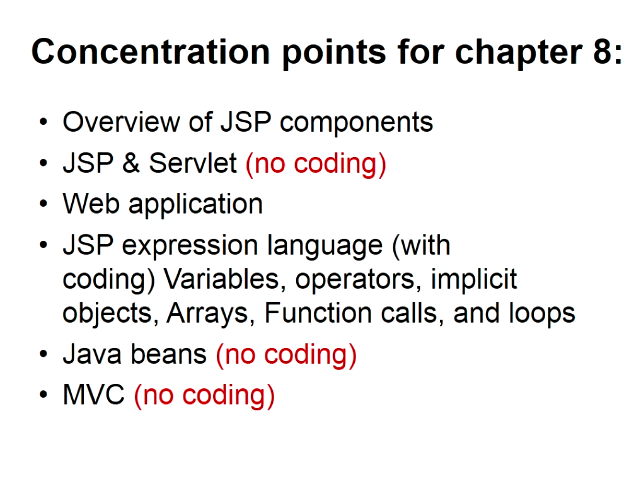 Concentration points for chapter 8:
• Overview of JSP components
• JSP & Servlet (no coding)
• Web application
• JSP expression language (with
coding) Variables, operators, implicit
objects, Arrays, Function calls, and loops
• Java beans (no coding)
• MVC (no coding)